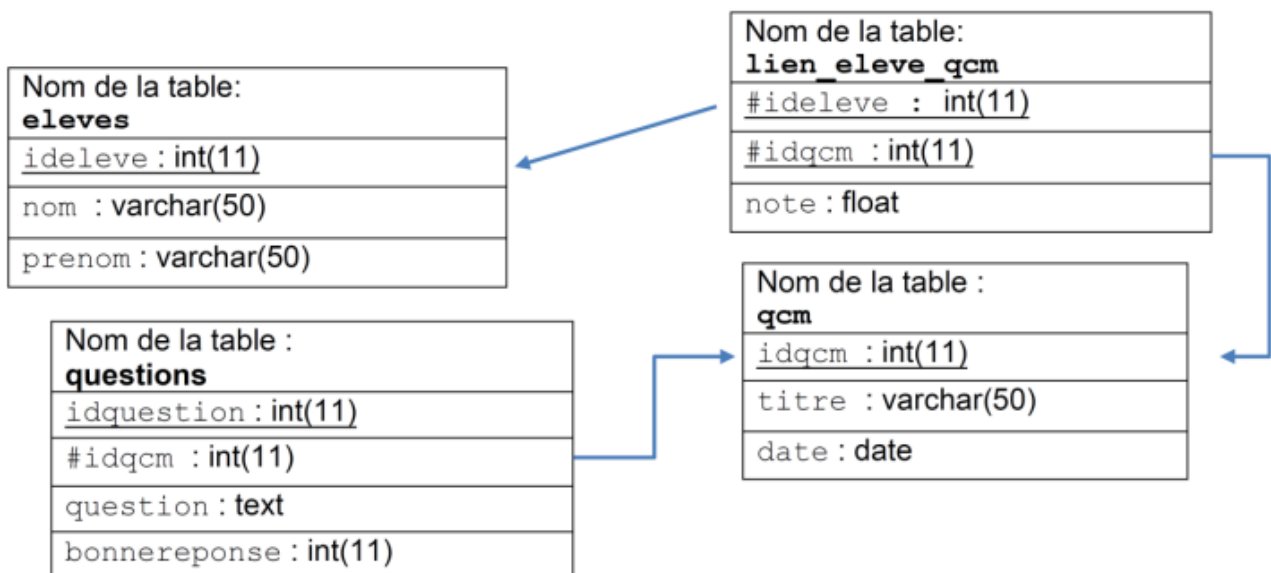 Nom de la table:
eleves
ideleve : int(11)
nom : varchar(50)
prenom : varchar(50)
Nom de la table:
lien_eleve_qcm
#ideleve : int(11)
#idqcm : int(11)
note : float
Nom de la table :
questions
idquestion : int(11)
#idqcm : int(11)
question : text
bonnereponse : int(11)
Nom de la table :
qcm
idqcm : int(11)
titre : varchar(50)
date : date